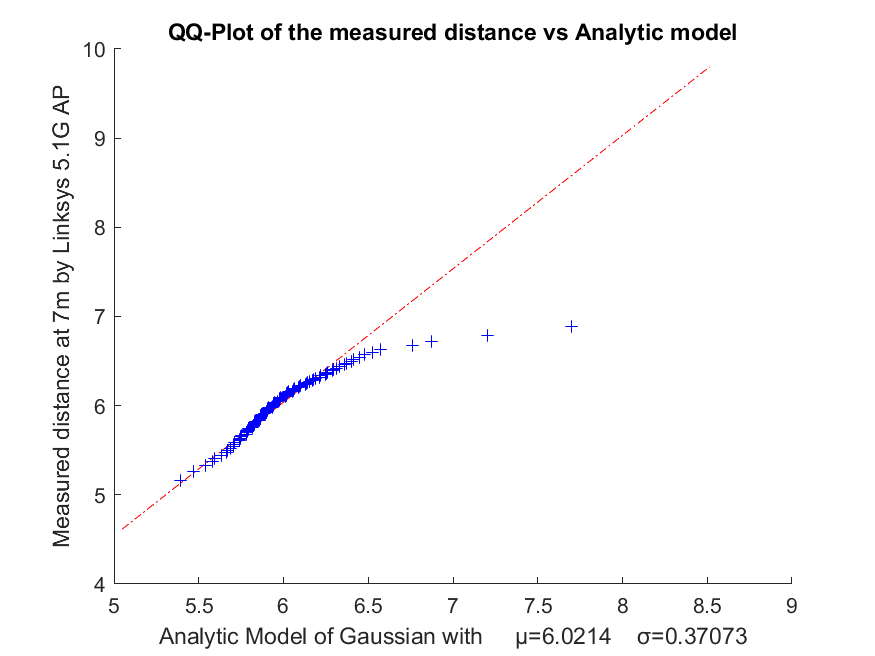 QQ-Plot of the measured distance vs Analytic model
Measured distance at 7m by Linksys 5.1G AP
10
9
8
7
6
5
4
5 5.5 6 6.5 7 7.5 8 8.5 9
Analytic Model of Gaussian with μ=6.0214 σ=0.37073